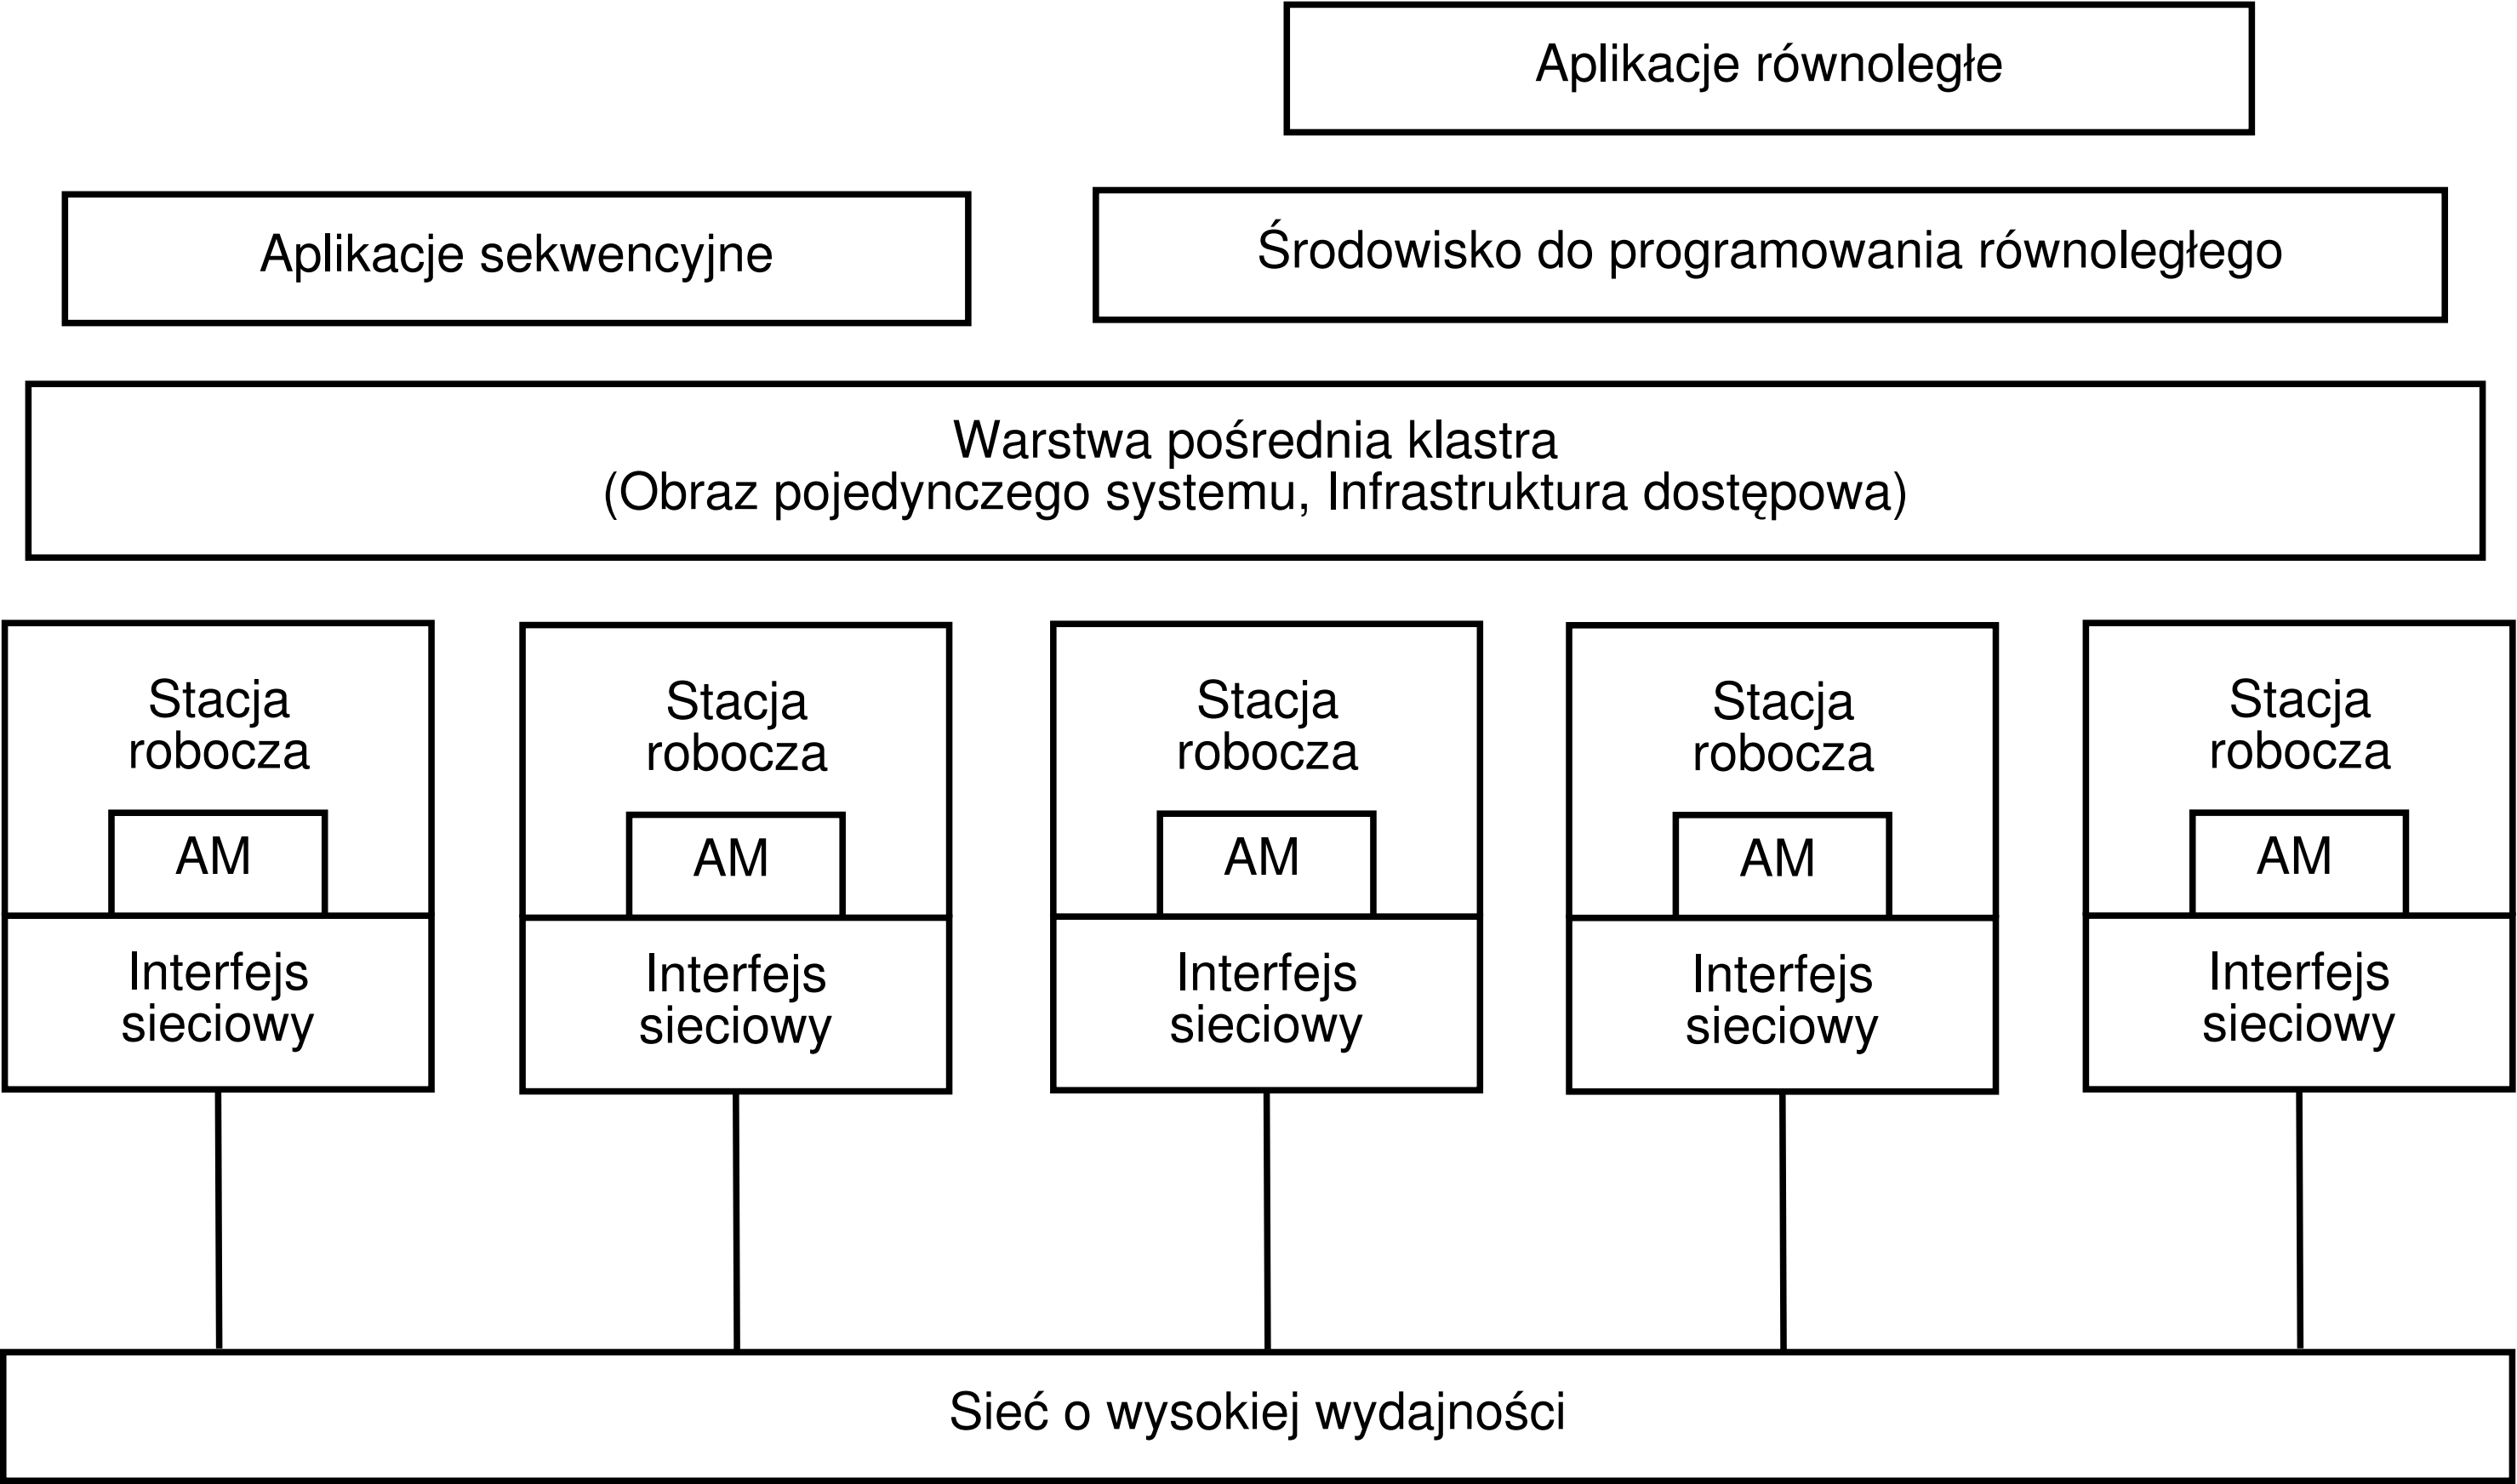 Aplikacje równoległe
Aplikacje sekwencyjne
Środowisko do programowania równoległego
Warstwa pośrednia klastra
(Obraz pojedynczego systemu, Infrastruktura dostępowa)
Stacja
robocza
AM
Interfejs
sieciowy
Stacja
robocza
AM
Interfejs
sieciowy
Stacja
robocza
AM
Interfejs
sieciowy
Stacja
robocza
AM
Interfejs
sieciowy
Stacja
robocza
AM
Interfejs
sieciowy
Sieć o wysokiej wydajności